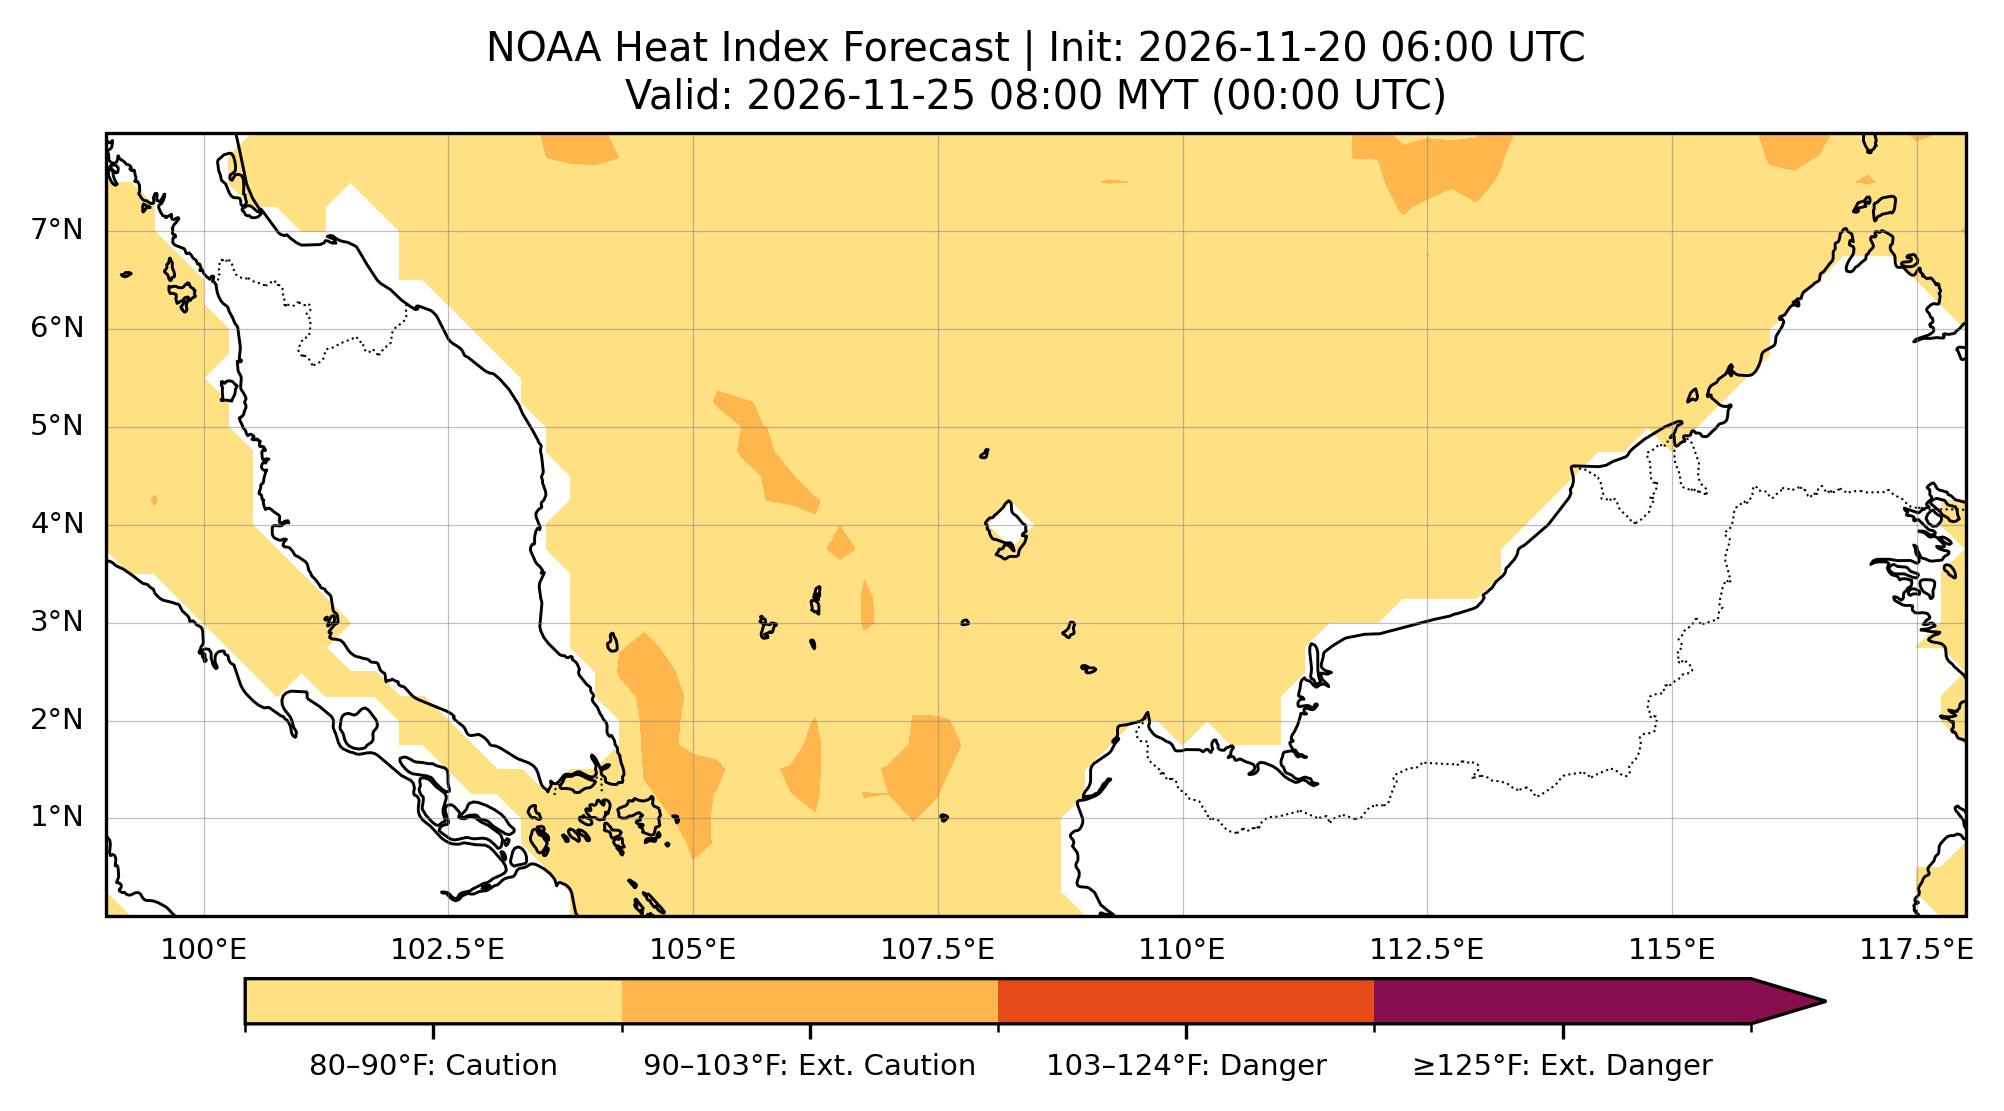 NOAA Heat Index Forecast | Init: 2026-11-20 06:00 UTC
Valid: 2026-11-25 08:00 MYT (00:00 UTC)
7°N
6°N
5°N
4°N
3°N
2°N
1°N
100°E 102.5°E 105°E 107.5°E 110°E 112.5°E 115°E 117.5°E
80–90°F: Caution 90–103°F: Ext. Caution 103–124°F: Danger ≥125°F: Ext. Danger